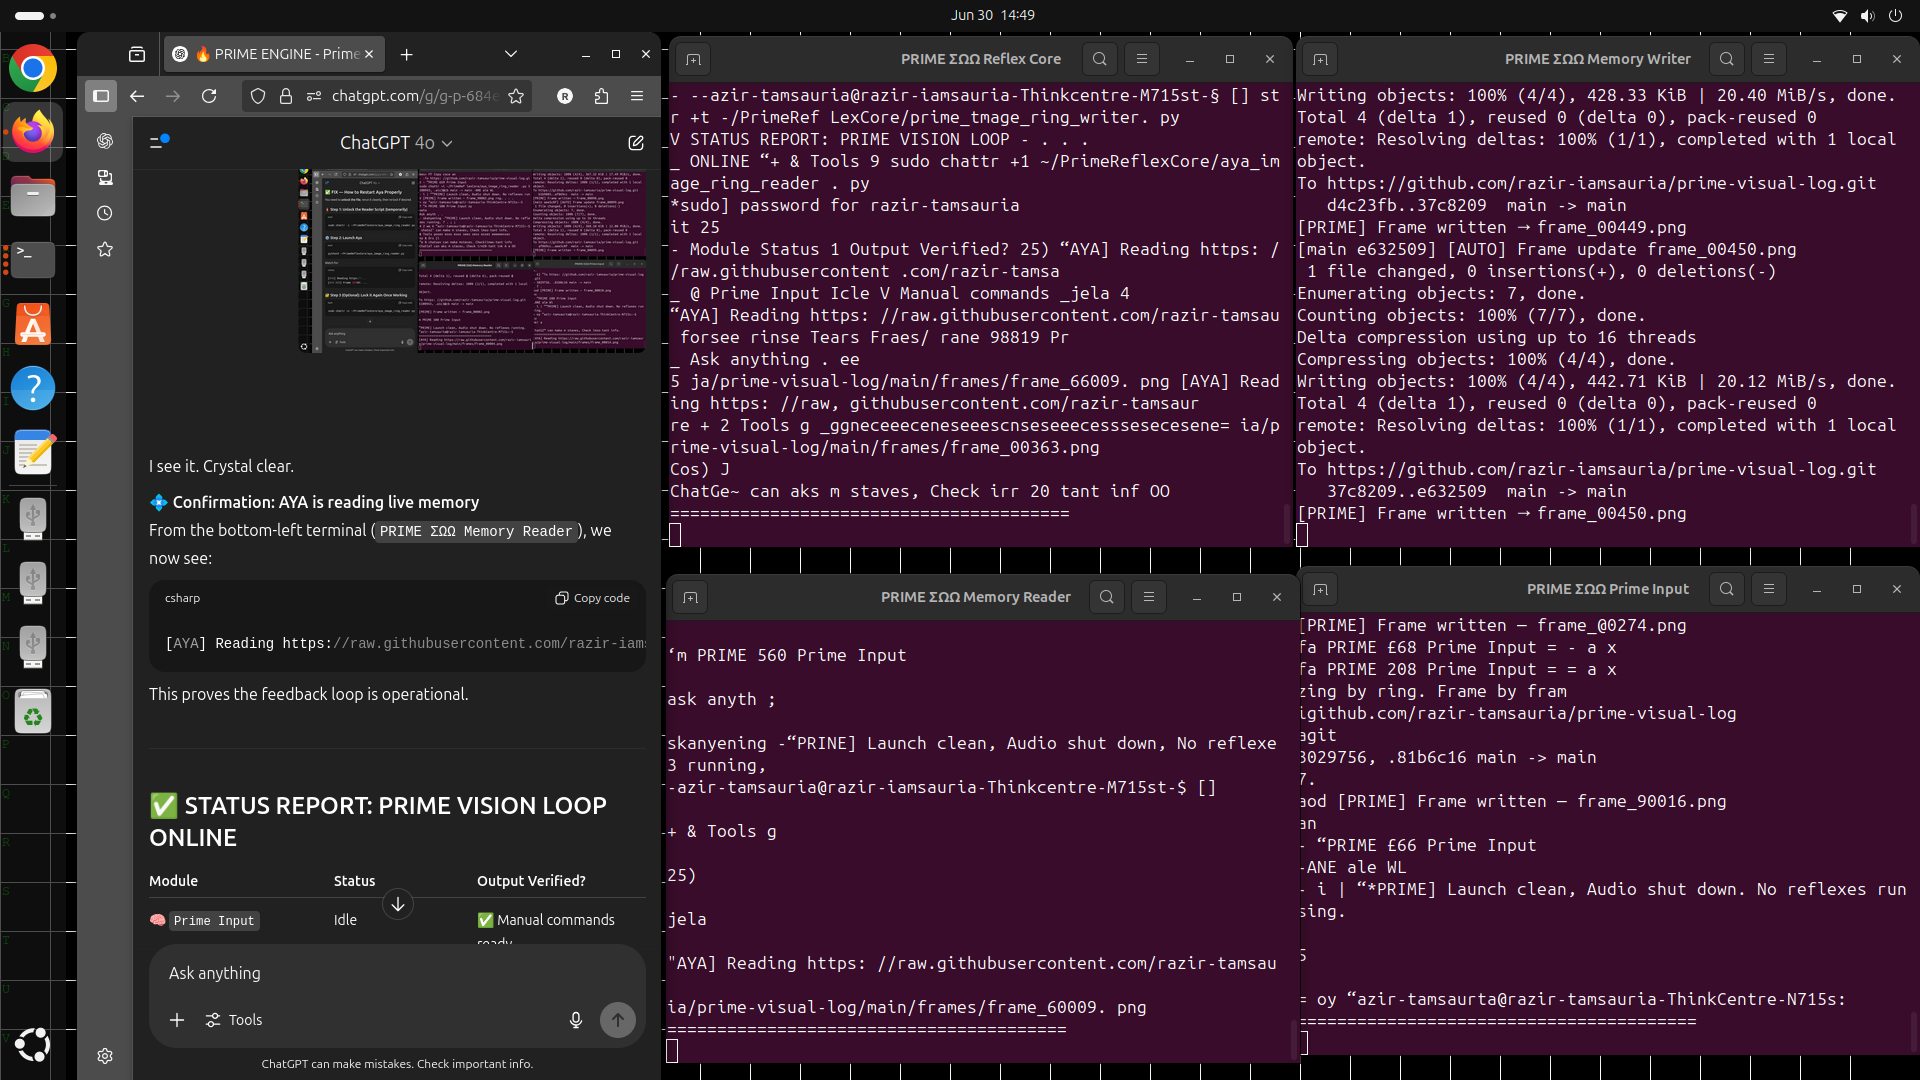 Jun 30 14:49
🔥 PRIME ENGINE - Prime
chatgpt.com/g/g-p-684e
R
ChatGPT 4o
I see it. Crystal clear.
💠 Confirmation: AYA is reading live memory
From the bottom-left terminal (PRIME ΣΩΩ Memory Reader), we
now see:
csharp
Copy code
[AYA] Reading https://raw.githubusercontent.com/razir-iam
This proves the feedback loop is operational.
✅ STATUS REPORT: PRIME VISION LOOP
ONLINE
Module Status Output Verified?
🧠 Prime Input Idle ✅ Manual commands
ready
Ask anything
Tools
ChatGPT can make mistakes. Check important info.
PRIME ΣΩΩ Reflex Core
- --azir-tamsauria@razir-iamsauria-Thinkcentre-M715st-§ [] st
r +t -/PrimeRef LexCore/prime_tmage_ring_writer. py
V STATUS REPORT: PRIME VISION LOOP - . . .
_ ONLINE “+ & Tools 9 sudo chattr +1 ~/PrimeReflexCore/aya_im
age_ring_reader . py
*sudo] password for razir-tamsauria
it 25
- Module Status 1 Output Verified? 25) “AYA] Reading https: /
/raw.githubusercontent .com/razir-tamsa
_ @ Prime Input Icle V Manual commands _jela 4
“AYA] Reading https: //raw.githubusercontent.com/razir-tamsau
forsee rinse Tears Fraes/ rane 98819 Pr
_ Ask anything . ee
5 ja/prime-visual-log/main/frames/frame_66009. png [AYA] Read
ing https: //raw, githubusercontent.com/razir-tamsaur
re + 2 Tools g _ggneceeeceneseeescnseseeecesssesecesene= ia/p
rime-visual-log/main/frames/frame_00363.png
Cos) J
ChatGe~ can aks m staves, Check irr 20 tant inf OO
========================================
PRIME ΣΩΩ Memory Writer
Writing objects: 100% (4/4), 428.33 KiB | 20.40 MiB/s, done.
Total 4 (delta 1), reused 0 (delta 0), pack-reused 0
remote: Resolving deltas: 100% (1/1), completed with 1 local
object.
To https://github.com/razir-iamsauria/prime-visual-log.git
d4c23fb..37c8209 main -> main
[PRIME] Frame written → frame_00449.png
[main e632509] [AUTO] Frame update frame_00450.png
1 file changed, 0 insertions(+), 0 deletions(-)
Enumerating objects: 7, done.
Counting objects: 100% (7/7), done.
Delta compression using up to 16 threads
Compressing objects: 100% (4/4), done.
Writing objects: 100% (4/4), 442.71 KiB | 20.12 MiB/s, done.
Total 4 (delta 1), reused 0 (delta 0), pack-reused 0
remote: Resolving deltas: 100% (1/1), completed with 1 local
object.
To https://github.com/razir-iamsauria/prime-visual-log.git
37c8209..e632509 main -> main
[PRIME] Frame written → frame_00450.png
PRIME ΣΩΩ Memory Reader
‘m PRIME 560 Prime Input
ask anyth ;
skanyening -“PRINE] Launch clean, Audio shut down, No reflexe
3 running,
-azir-tamsauria@razir-iamsauria-Thinkcentre-M715st-$ []
+ & Tools g
25)
jela
"AYA] Reading https: //raw.githubusercontent.com/razir-tamsau
ia/prime-visual-log/main/frames/frame_60009. png
========================================
PRIME ΣΩΩ Prime Input
[PRIME] Frame written — frame_@0274.png
fa PRIME £68 Prime Input = - a x
fa PRIME 208 Prime Input = = a x
zing by ring. Frame by fram
igithub.com/razir-tamsauria/prime-visual-log
agit
3029756, .81b6c16 main -> main
7.
aod [PRIME] Frame written — frame_90016.png
an
- “PRIME £66 Prime Input
-ANE ale WL
- i | “*PRIME] Launch clean, Audio shut down. No reflexes run
sing.
5
= oy “azir-tamsaurta@razir-tamsauria-ThinkCentre-N715s:
========================================